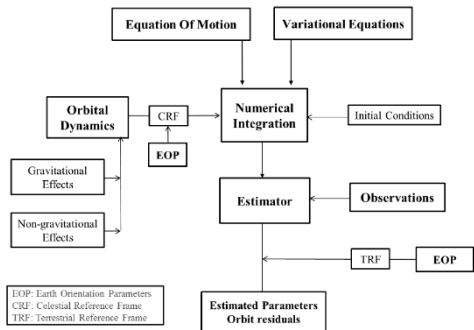 Equation Of Motion
Variational Equations
Orbital
Dynamics
CRF
Numerical
Integration
Initial Conditions
EOP
Gravitational
Effects
Estimator
Observations
Non-gravitational
Effects
TRF
EOP
EOP: Earth Orientation Parameters
CRF: Celestial Reference Frame
TRF: Terrestrial Reference Frame
Estimated Parameters
Orbit residuals